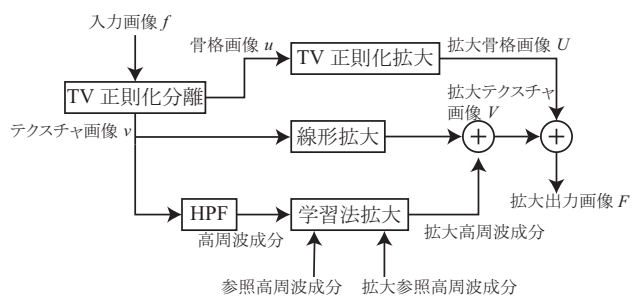 入力画像 f
骨格画像 u
TV 正則化拡大
拡大骨格画像 U
TV 正則化分離
拡大テクスチャ
画像 V
テクスチャ画像 v
線形拡大
+
+
HPF
学習法拡大
拡大出力画像 F
高周波成分
拡大高周波成分
参照高周波成分
拡大参照高周波成分